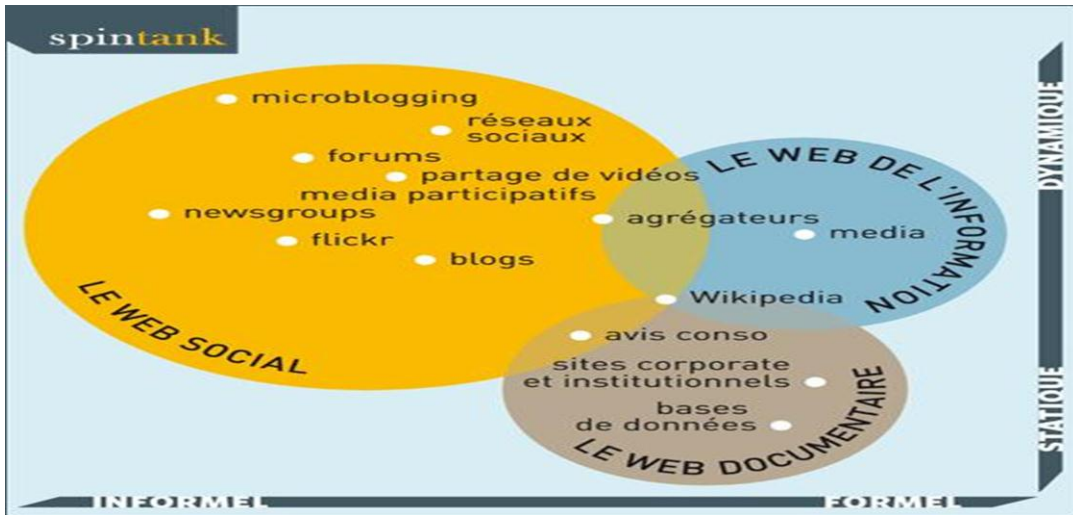 spintank
microblogging
réseaux
sociaux
forums
partage de vidéos
media participatifs
newsgroups
flickr
blogs
LE WEB SOCIAL
LE WEB DE L'INFORMATION
agrégateurs
media
Wikipedia
avis conso
sites corporate
et institutionnels
bases
de données
LE WEB DOCUMENTAIRE
DYNAMIQUE
STATIQUE
INFORMEL
FORMEL